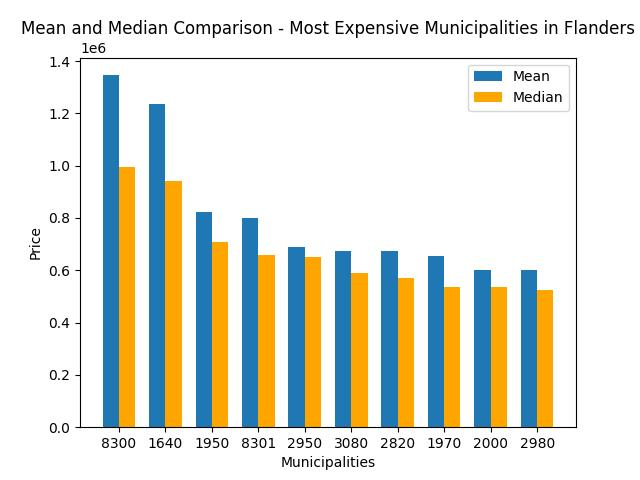 Mean and Median Comparison - Most Expensive Municipalities in Flanders
1e6
1.4
1.2
1.0
0.8
0.6
0.4
0.2
0.0
Price
Mean
Median
8300 1640 1950 8301 2950 3080 2820 1970 2000 2980
Municipalities